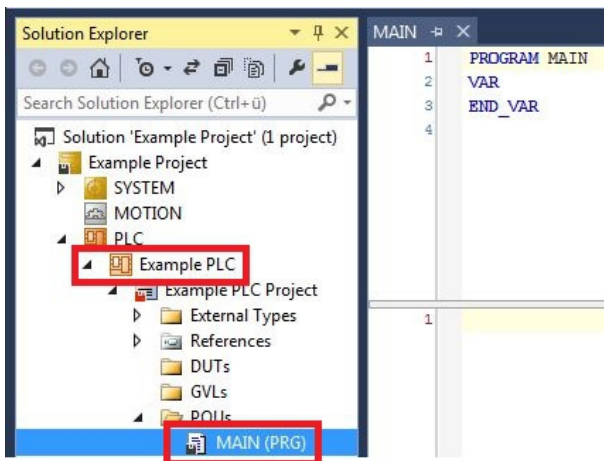 Solution Explorer
Search Solution Explorer (Ctrl+ü)
Solution 'Example Project' (1 project)
Example Project
SYSTEM
MOTION
PLC
Example PLC
Example PLC Project
External Types
References
DUTs
GVLs
POUs
MAIN (PRG)
MAIN
1 PROGRAM MAIN
2 VAR
3 END_VAR
4
1